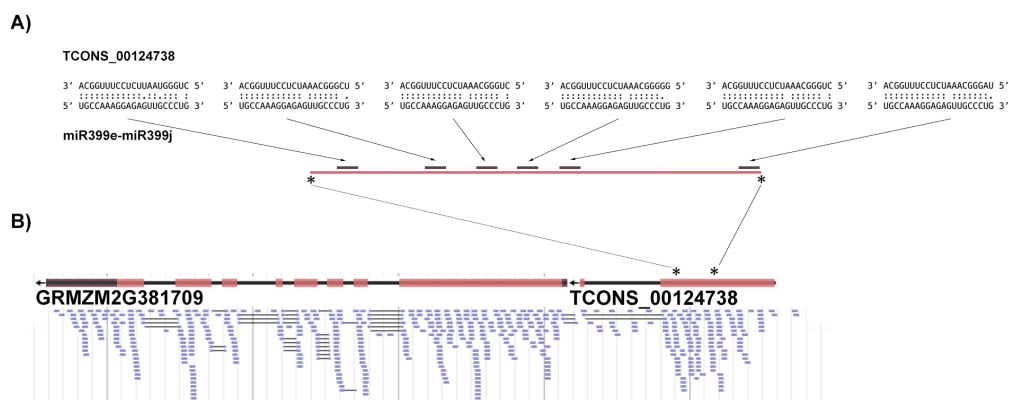 A)
TCONS_00124738
3’ ACGGUUUCCUCUUAUGGGUC 5’ 3’ ACGGUUUCCUCUAAACGGGCU 5’ 3’ ACGGUUUCCUCUAAACGGGUC 5’ 3’ ACGGUUUCCUCUAAACGGGGG 5’ 3’ ACGGUUUCCUCUAAACGGGUC 5’ 3’ ACGGUUUCCUCUAAACGGGAU 5’
5’ UGCCAAAGGAGAGUUGCCCUG 3’ 5’ UGCCAAAGGAGAGUUGCCCUG 3’ 5’ UGCCAAAGGAGAGUUGCCCUG 3’ 5’ UGCCAAAGGAGAGUUGCCCUG 3’ 5’ UGCCAAAGGAGAGUUGCCCUG 3’ 5’ UGCCAAAGGAGAGUUGCCCUG 3’
miR399e-miR399j
* *
B)
* *
GRMZM2G381709 TCONS_00124738